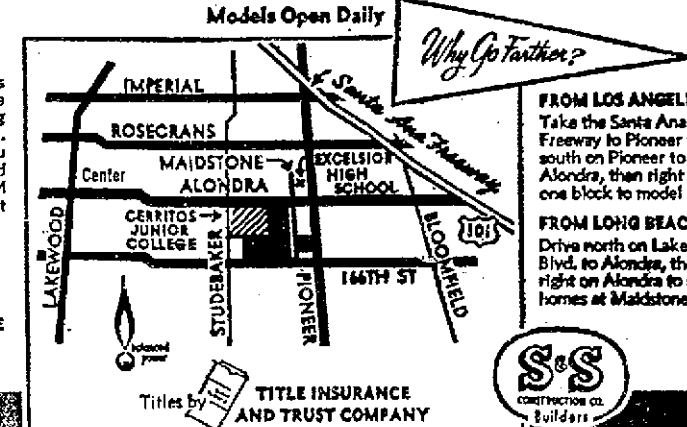 Models Open Daily
Why Go Farther?
IMPERIAL
Santa Ana Freeway
ROSECRANS
MAIDSTONE
EXCELSIOR
HIGH
SCHOOL
Center
ALONDRA
CERRITOS
JUNIOR
COLLEGE
LAKEWOOD
STUDEBAKER
PIONEER
BLOOMFIELD
101
166TH ST
balanced
power
Titles by
TITLE INSURANCE
AND TRUST COMPANY
FROM LOS ANGEL
Take the Santa Ana
Freeway to Pioneer
south on Pioneer to
Alondra, then right
one block to model
FROM LONG BEAC
Drive north on Lake
Blvd. to Alondra, th
right on Alondra to
homes at Maidstone
S&S
CONSTRUCTION CO.
Builders